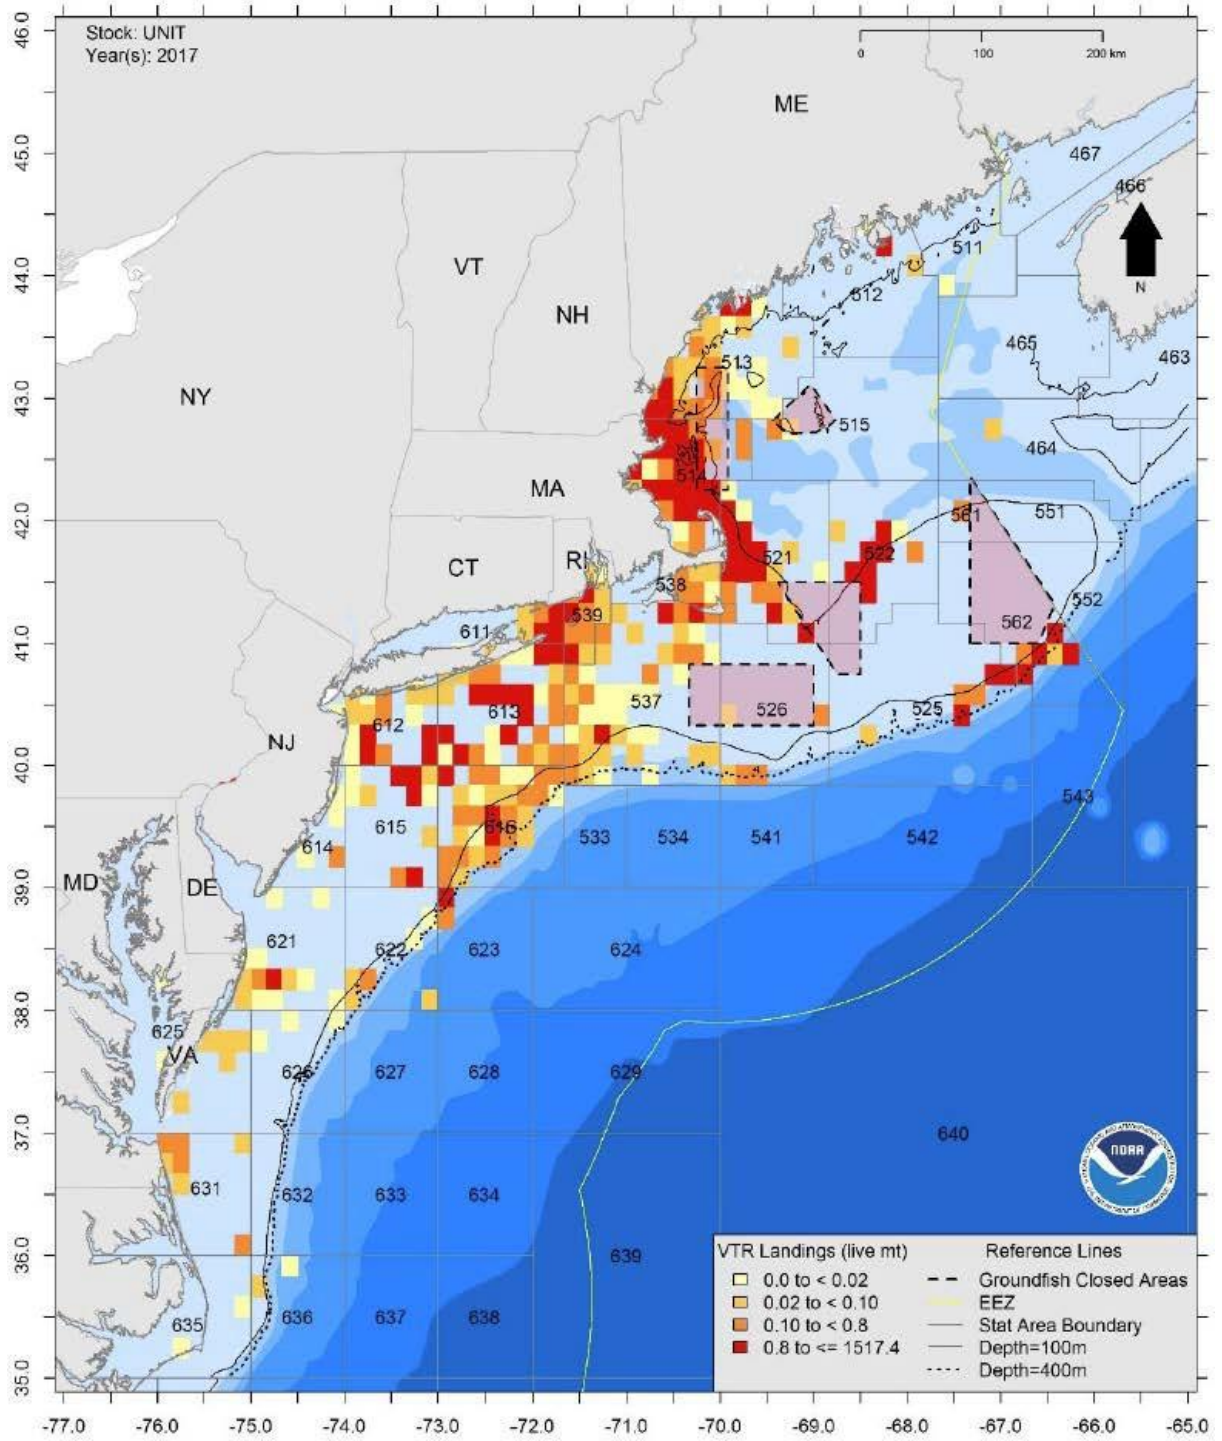 Stock: UNIT
Year(s): 2017
0 100 200 km
46.0
45.0
44.0
43.0
42.0
41.0
40.0
39.0
38.0
37.0
36.0
35.0
ME
467
466
VT
511
N
512
NH
465
463
513
NY
515
464
514
MA
561
551
CT
RI
538
521
522
539
552
611
562
537
612
613
526
525
NJ
543
615
616
533
534
541
542
614
MD
DE
621
622
623
624
625
VA
626
627
628
629
640
NOAA
631
632
633
634
639
635
636
637
638
VTR Landings (live mt)
0.0 to < 0.02
0.02 to < 0.10
0.10 to < 0.8
0.8 to <= 1517.4
Reference Lines
Groundfish Closed Areas
EEZ
Stat Area Boundary
Depth=100m
Depth=400m
-77.0 -76.0 -75.0 -74.0 -73.0 -72.0 -71.0 -70.0 -69.0 -68.0 -67.0 -66.0 -65.0